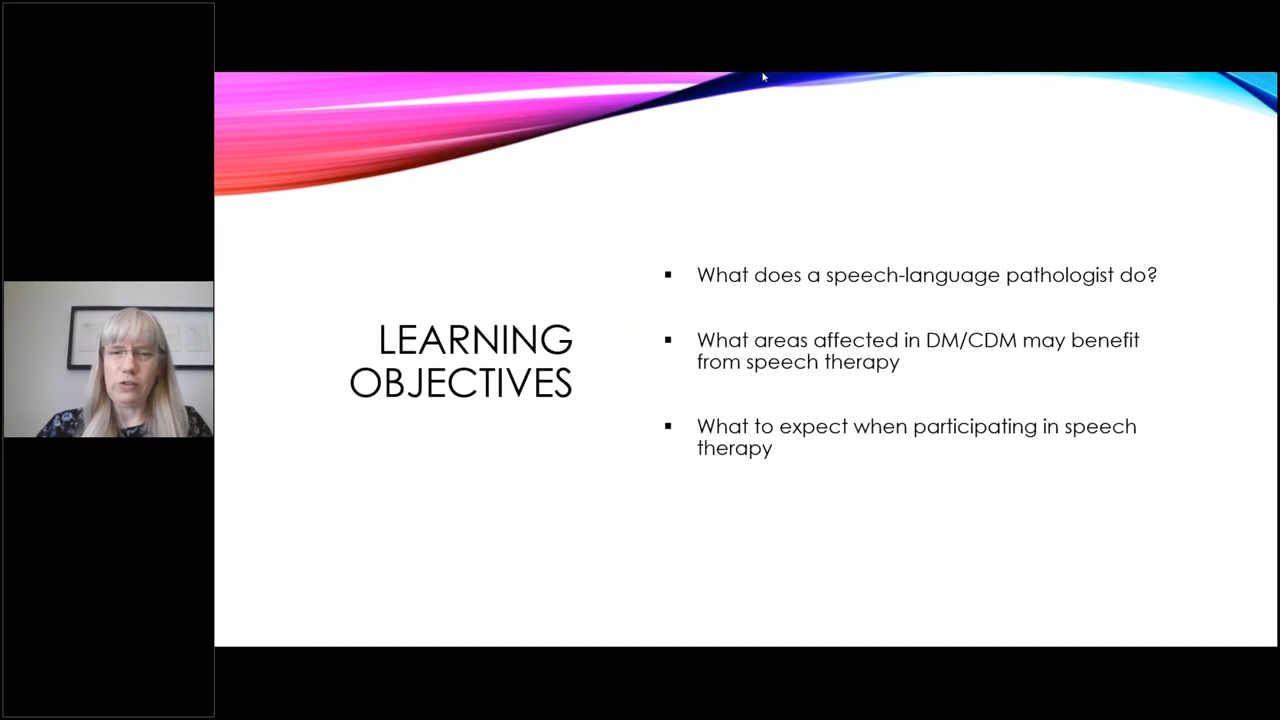 LEARNING
OBJECTIVES
What does a speech-language pathologist do?
What areas affected in DM/CDM may benefit
from speech therapy
What to expect when participating in speech
therapy